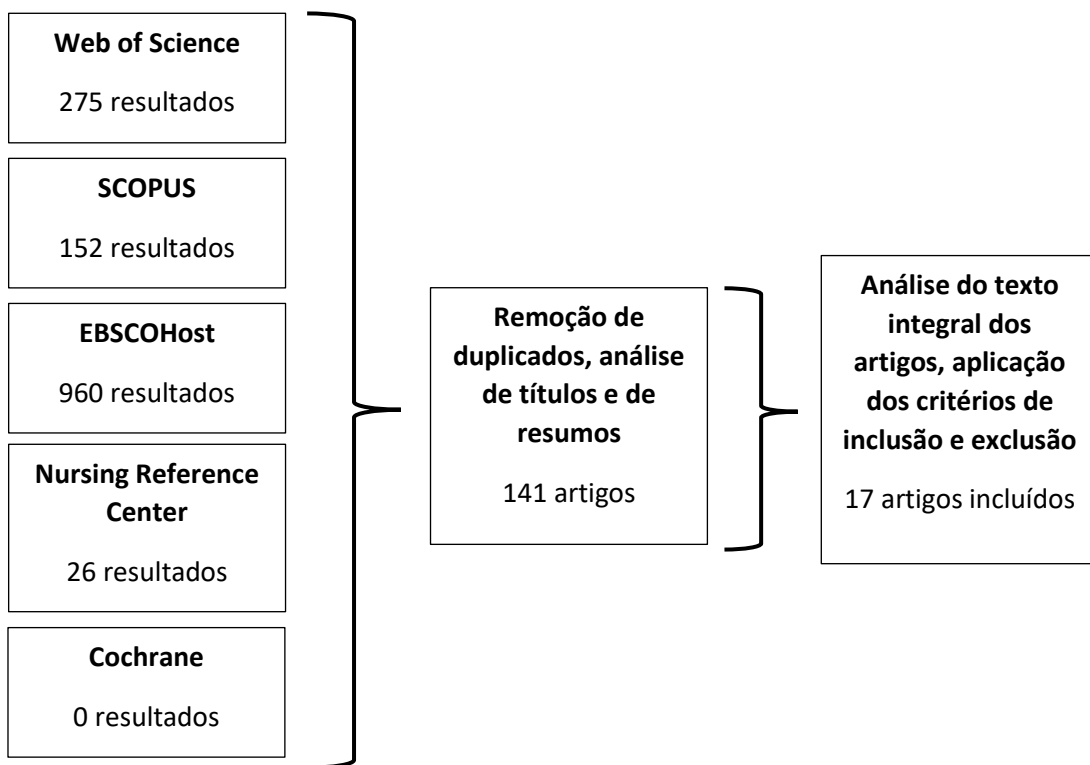 Web of Science
275 resultados
SCOPUS
152 resultados
EBSCOHost
960 resultados
Nursing Reference
Center
26 resultados
Cochrane
0 resultados
Remoção de
duplicados, análise
de títulos e de
resumos
141 artigos
Análise do texto
integral dos
artigos, aplicação
dos critérios de
inclusão e exclusão
17 artigos incluídos